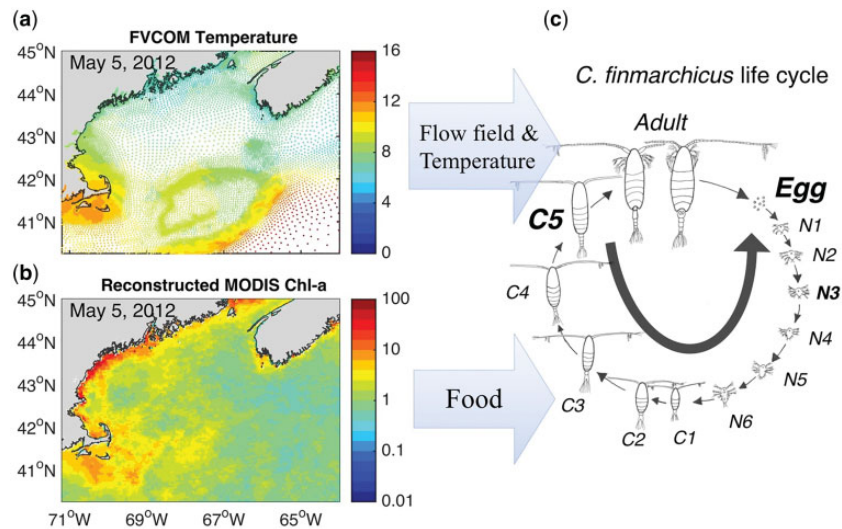 (a)
FVCOM Temperature
May 5, 2012
45°N
44°N
43°N
42°N
41°N
16
12
8
4
0
(b)
Reconstructed MODIS Chl-a
May 5, 2012
45°N
44°N
43°N
42°N
41°N
71°W
69°W
67°W
65°W
100
10
1
0.1
0.01
Flow field &
Temperature
Food
(c)
C. finmarchicus life cycle
Adult
Egg
N1
N2
N3
N4
N5
N6
C1
C2
C3
C4
C5